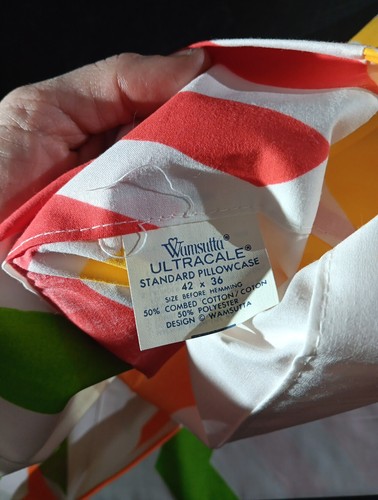 Wamsutta®
ULTRACALE®
STANDARD PILLOWCASE
42 x 36
SIZE BEFORE HEMMING
50% COMBED COTTON/COTON
50% POLYESTER
DESIGN © WAMSUTTA